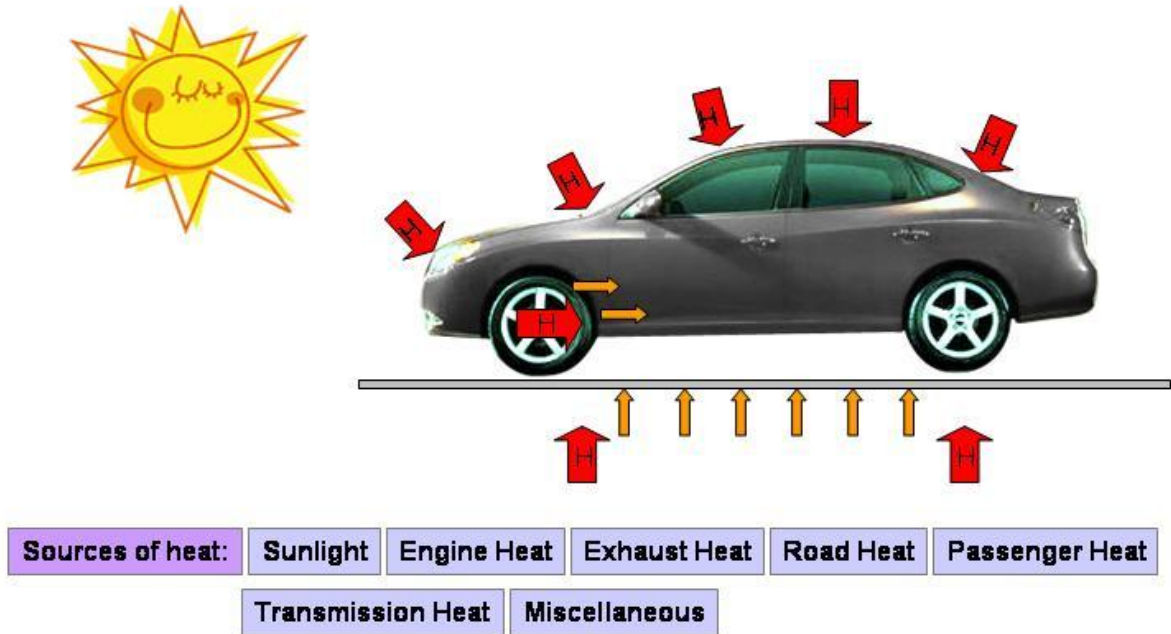 H
H
H
H
H
H
H
H
Sources of heat: Sunlight Engine Heat Exhaust Heat Road Heat Passenger Heat
Transmission Heat Miscellaneous